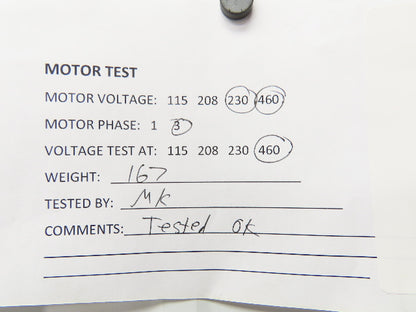 MOTOR TEST
MOTOR VOLTAGE: 115 208 230 460
MOTOR PHASE: 1 3
VOLTAGE TEST AT: 115 208 230 460
WEIGHT: 167
TESTED BY: MK
COMMENTS: Tested OK